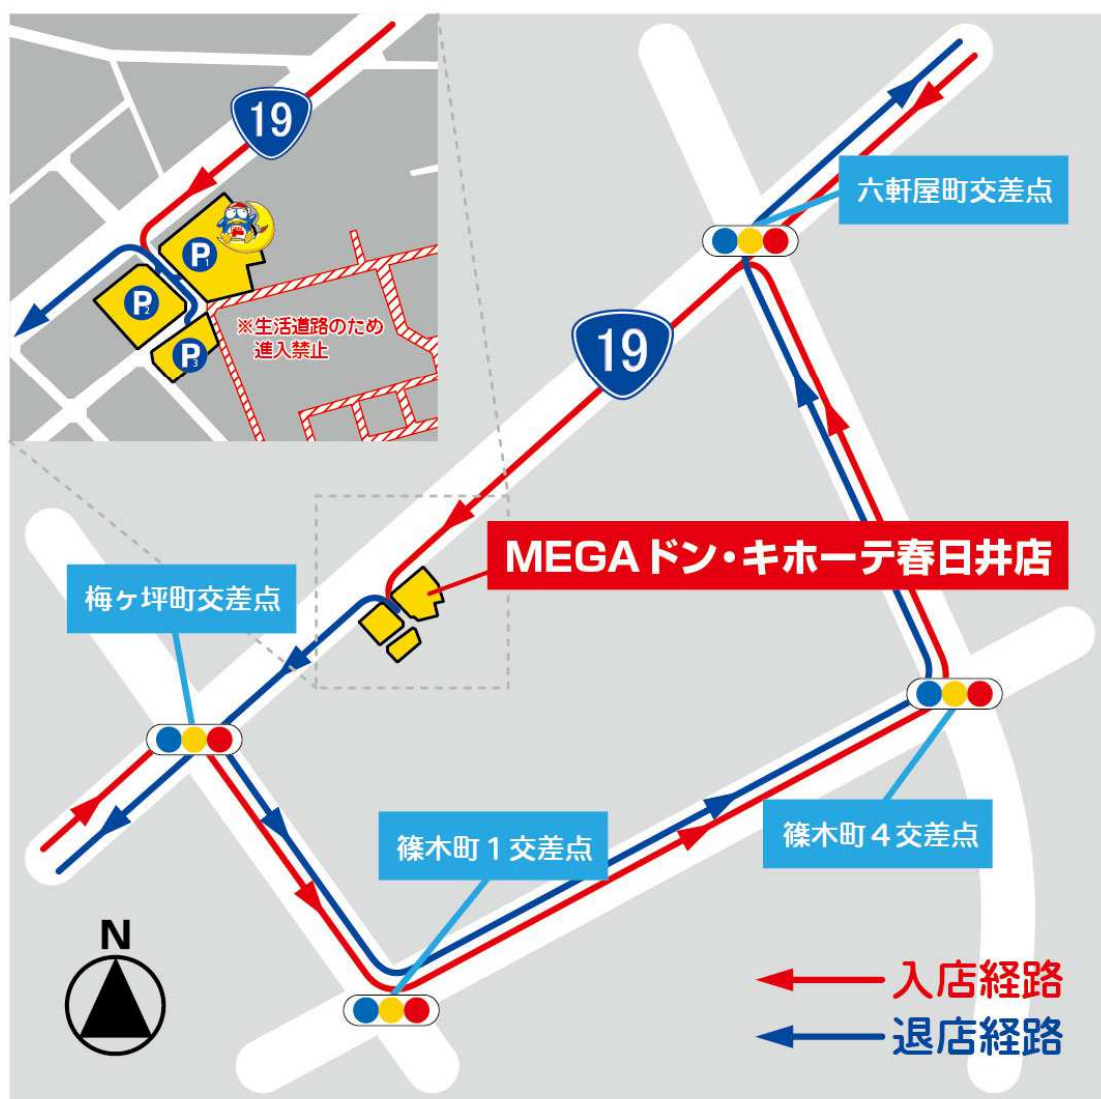 19
P1
P2
P3
※生活道路のため
進入禁止
六軒屋町交差点
19
MEGAドン・キホーテ春日井店
梅ヶ坪町交差点
篠木町1交差点
篠木町4交差点
N
入店経路
退店経路